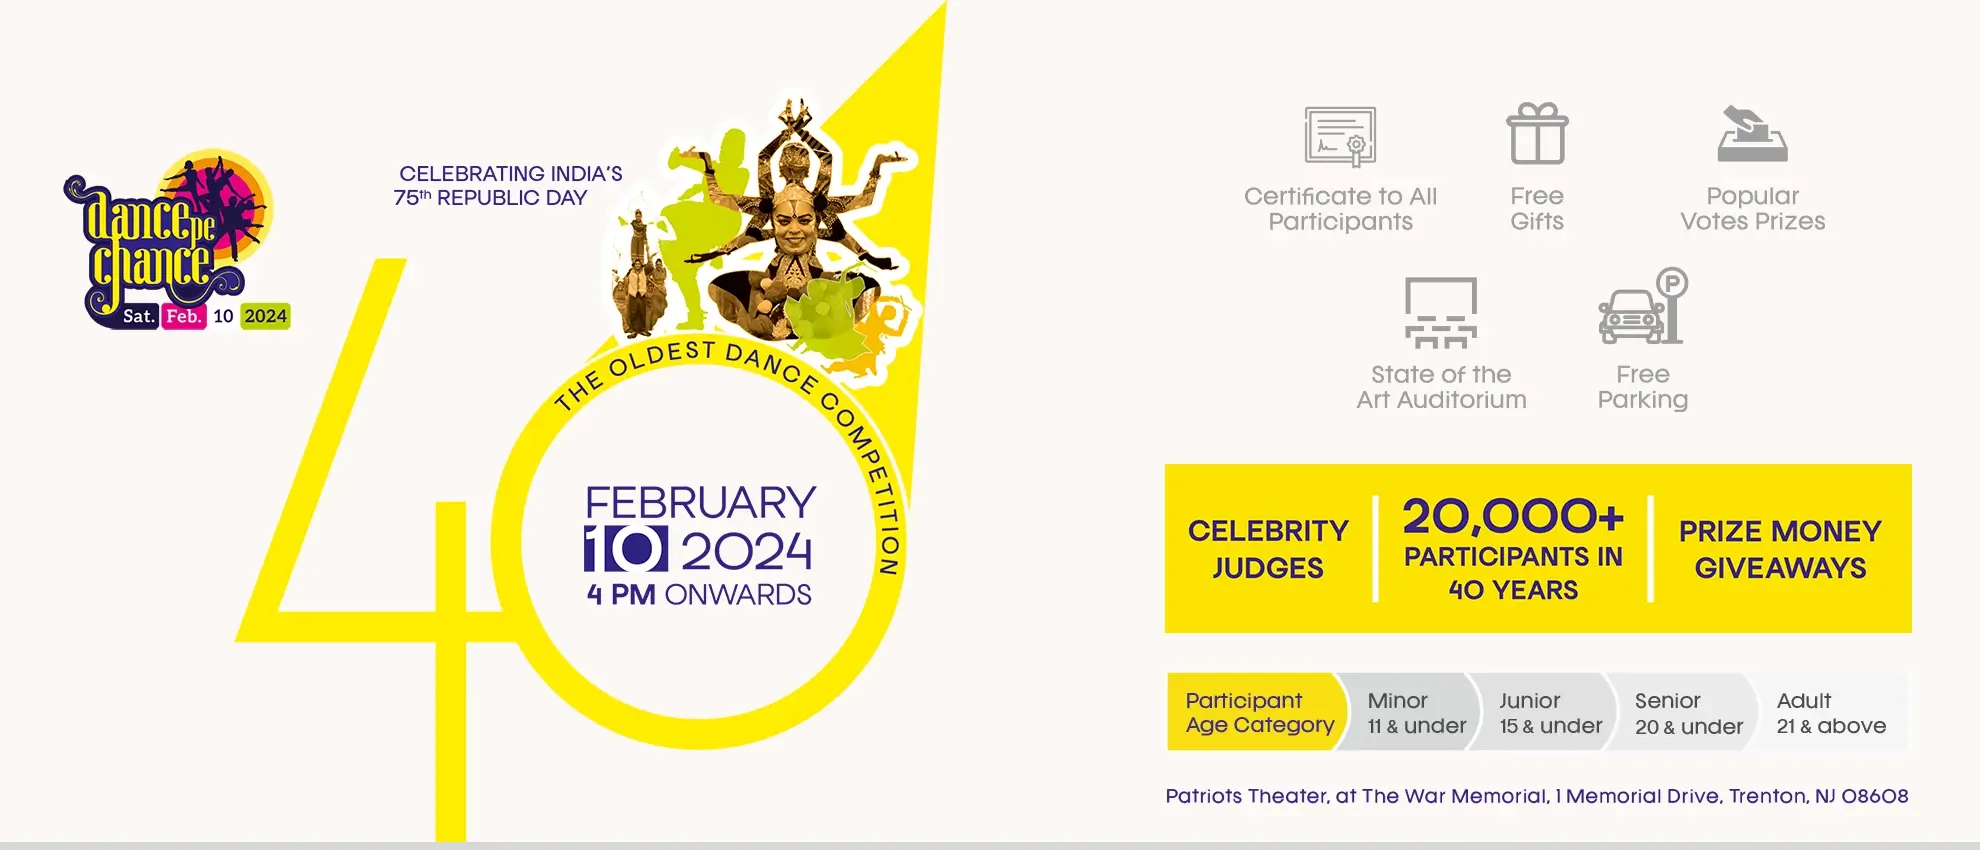 dance pe
chance
Sat. Feb. 10 2024
CELEBRATING INDIA'S
75th REPUBLIC DAY
THE OLDEST DANCE COMPETITION
40
FEBRUARY
10 2024
4 PM ONWARDS
Certificate to All
Participants
Free
Gifts
Popular
Votes Prizes
State of the
Art Auditorium
P
Free
Parking
CELEBRITY
JUDGES
20,000+
PARTICIPANTS IN
40 YEARS
PRIZE MONEY
GIVEAWAYS
Participant
Age Category
Minor
11 & under
Junior
15 & under
Senior
20 & under
Adult
21 & above
Patriots Theater, at The War Memorial, 1 Memorial Drive, Trenton, NJ 08608